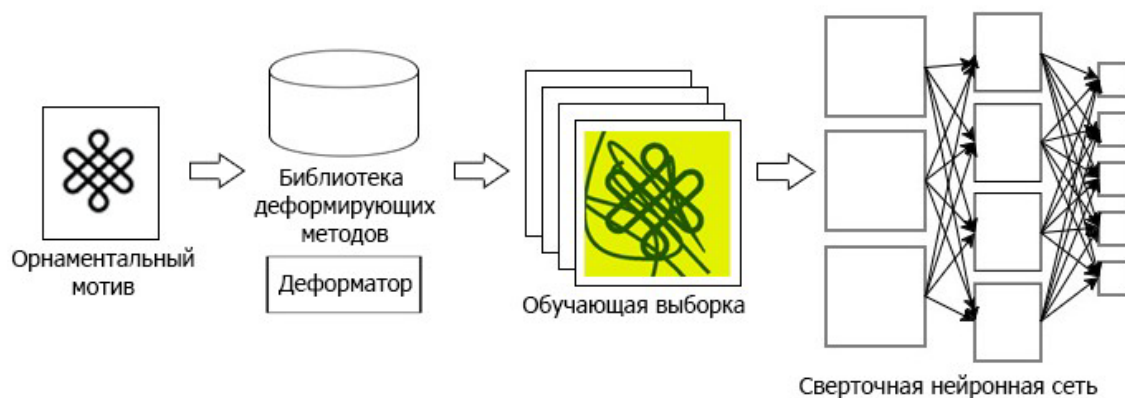 Орнаментальный
мотив
Библиотека
деформирующих
методов
Деформатор
Обучающая выборка
Сверточная нейронная сеть